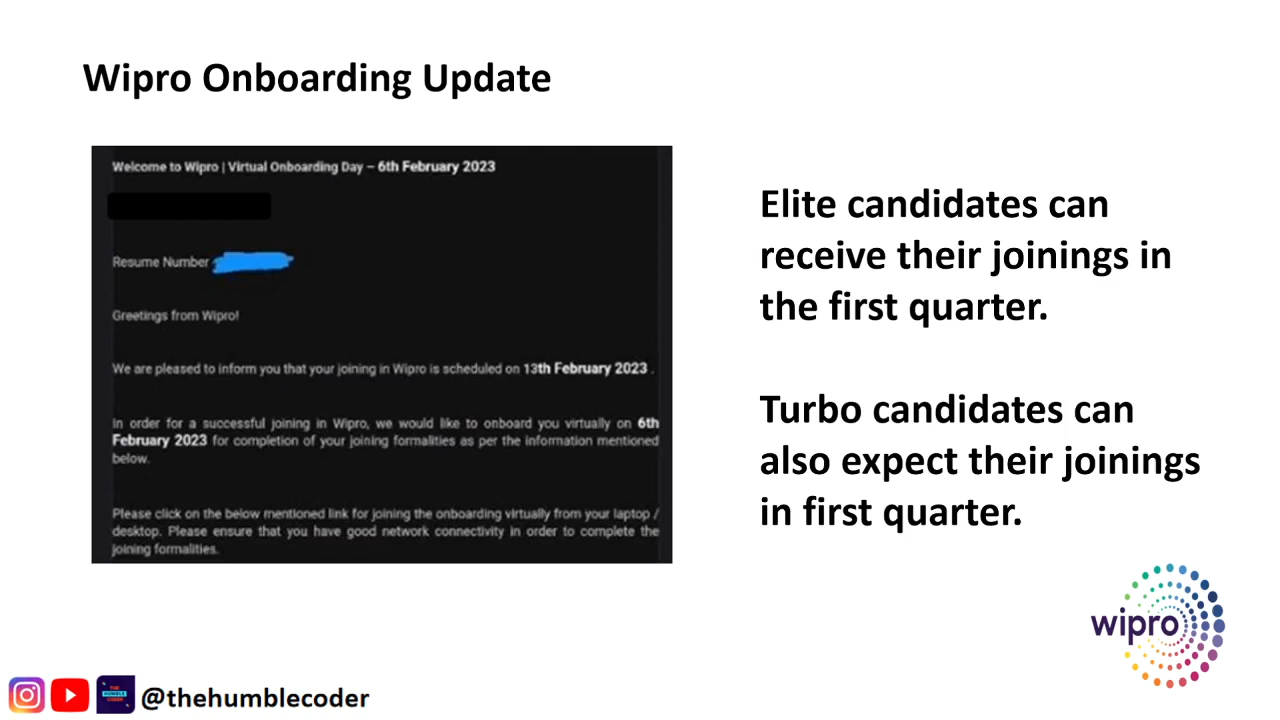 Wipro Onboarding Update
Welcome to Wipro | Virtual Onboarding Day – 6th February 2023
Resume Number
Greetings from Wipro!
We are pleased to inform you that your joining in Wipro is scheduled on 13th February 2023 .
In order for a successful joining in Wipro, we would like to onboard you virtually on 6th
February 2023 for completion of your joining formalities as per the information mentioned
below.
Please click on the below mentioned link for joining the onboarding virtually from your laptop /
desktop. Please ensure that you have good network connectivity in order to complete the
joining formalities.
Elite candidates can
receive their joinings in
the first quarter.
Turbo candidates can
also expect their joinings
in first quarter.
wipro
THE
HUMBLE
CODER
@thehumblecoder